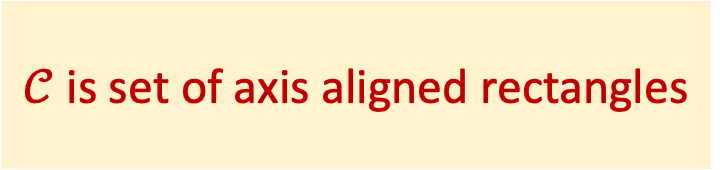 𝒞 is set of axis aligned rectangles